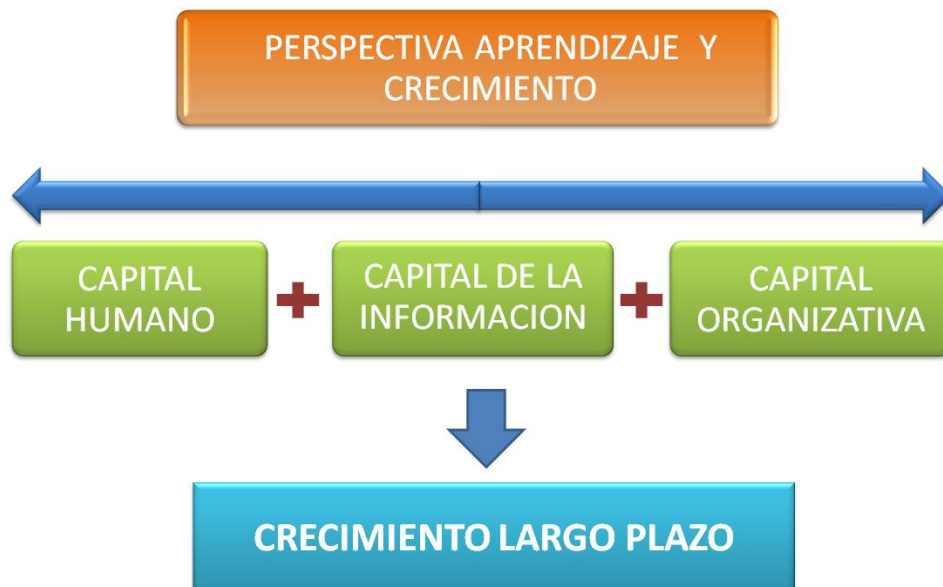 PERSPECTIVA APRENDIZAJE Y
CRECIMIENTO
CAPITAL
HUMANO
CAPITAL DE LA
INFORMACION
CAPITAL
ORGANIZATIVA
CRECIMIENTO LARGO PLAZO